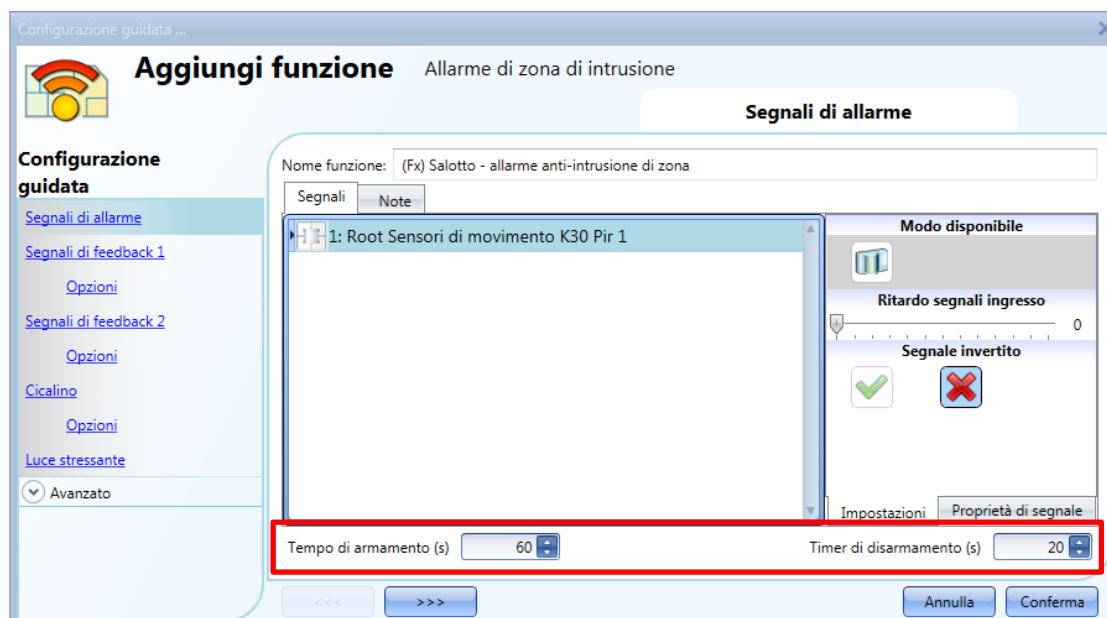 Configurazione guidata ...
Aggiungi funzione Allarme di zona di intrusione
Segnali di allarme
Configurazione
guidata
Segnali di allarme
Segnali di feedback 1
Opzioni
Segnali di feedback 2
Opzioni
Cicalino
Opzioni
Luce stressante
Avanzato
Nome funzione: (Fx) Salotto - allarme anti-intrusione di zona
Segnali Note
1: Root Sensori di movimento K30 Pir 1
Modo disponibile
Ritardo segnali ingresso
0
Segnale invertito
Impostazioni Proprietà di segnale
Tempo di armamento (s) 60 Timer di disarmamento (s) 20
<<< >>> Annulla Conferma